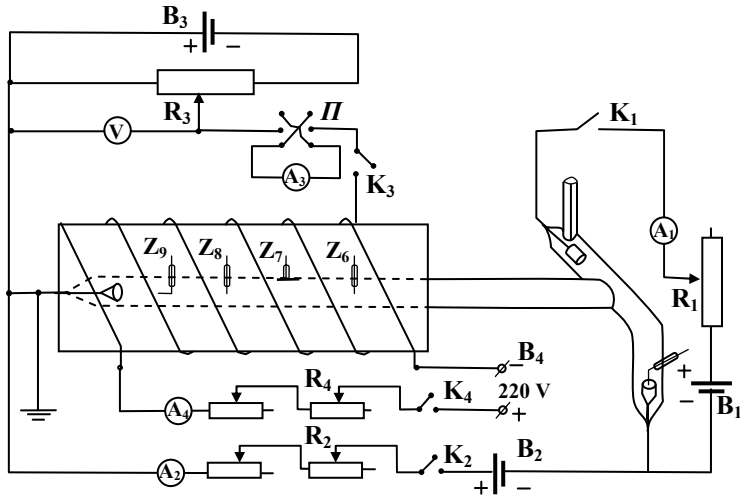 B₃
+ −
R₃
V
П
A₃
K₃
K₁
A₁
R₁
Z₉ Z₈ Z₇ Z₆
+
−
B₁
− B₄
220 V
+
A₄
R₄
K₄
A₂
R₂
K₂
B₂
+ −